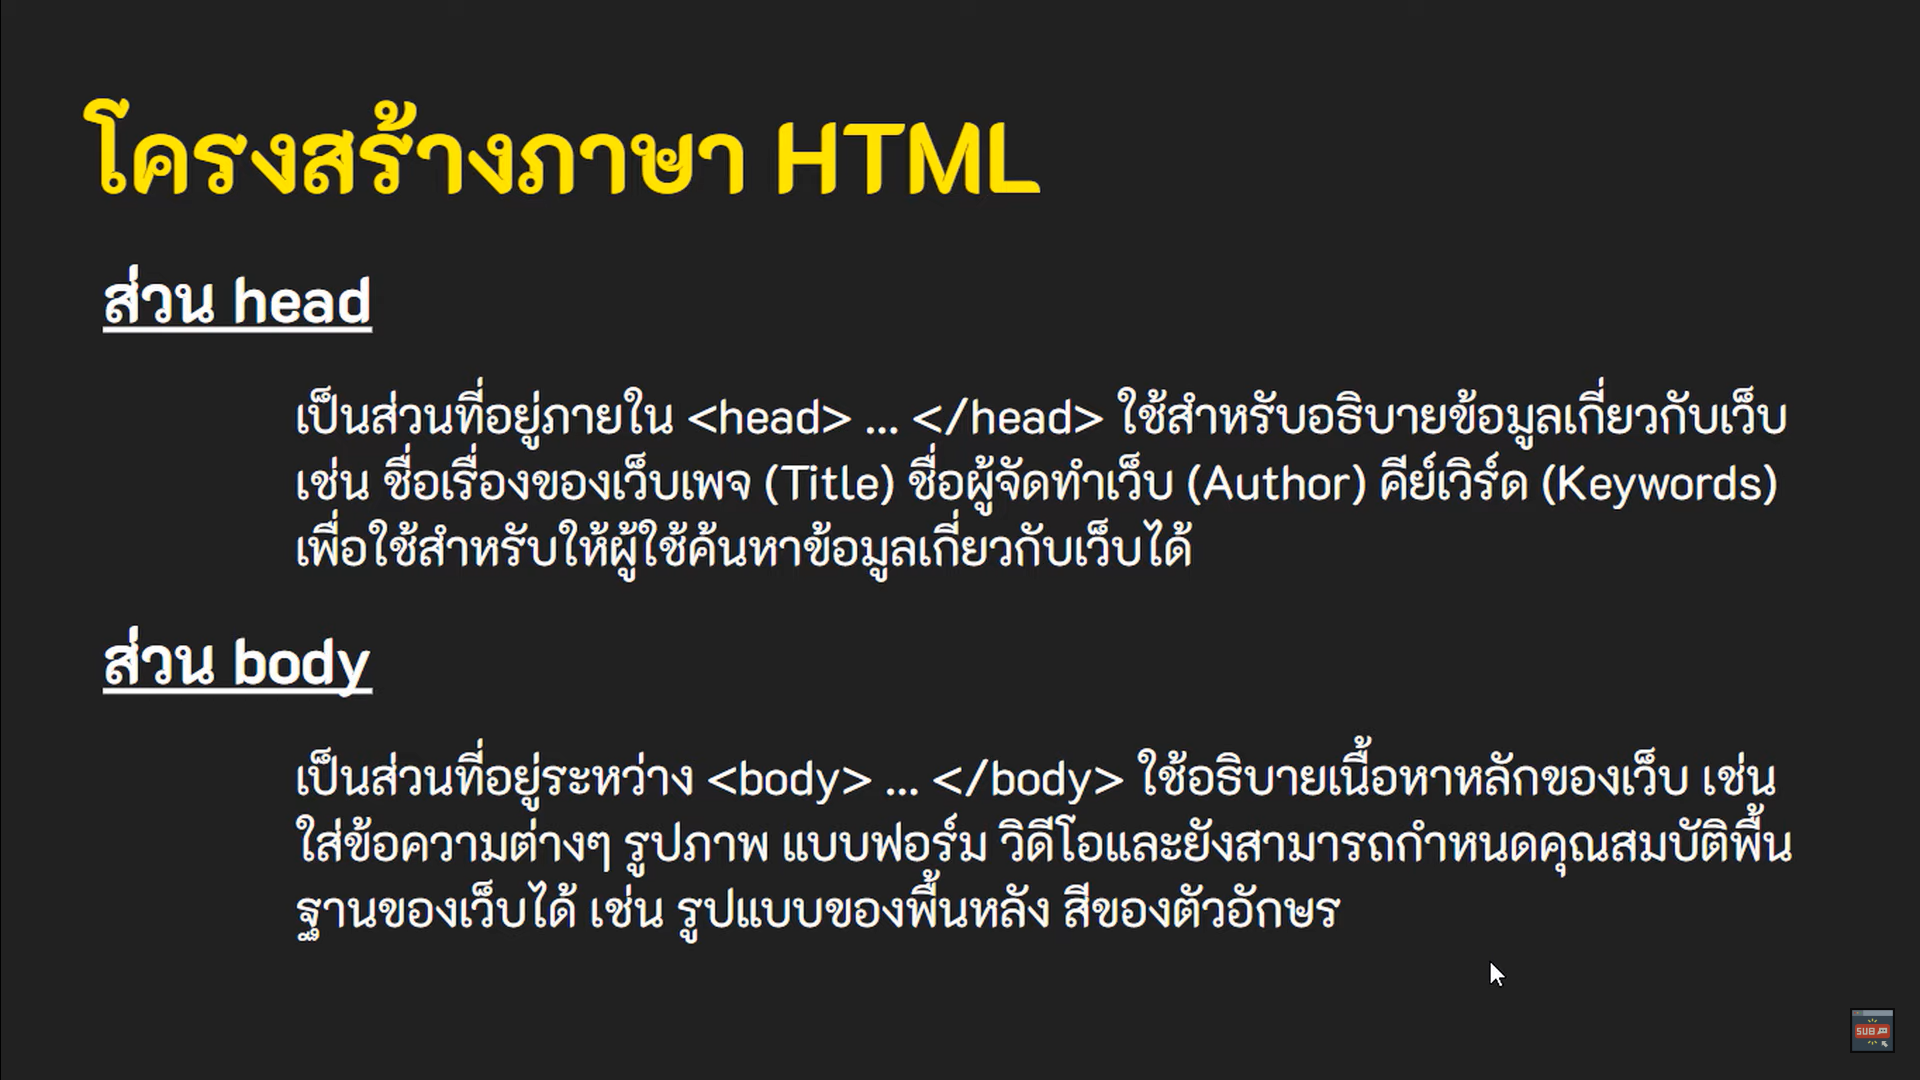 โครงสร้างภาษา HTML
ส่วน head
เป็นส่วนที่อยู่ภายใน <head> ... </head> ใช้สำหรับอธิบายข้อมูลเกี่ยวกับเว็บ
เช่น ชื่อเรื่องของเว็บเพจ (Title) ชื่อผู้จัดทำเว็บ (Author) คีย์เวิร์ด (Keywords)
เพื่อใช้สำหรับให้ผู้ใช้ค้นหาข้อมูลเกี่ยวกับเว็บได้
ส่วน body
เป็นส่วนที่อยู่ระหว่าง <body> ... </body> ใช้อธิบายเนื้อหาหลักของเว็บ เช่น
ใส่ข้อความต่างๆ รูปภาพ แบบฟอร์ม วิดีโอและยังสามารถกำหนดคุณสมบัติพื้น
ฐานของเว็บได้ เช่น รูปแบบของพื้นหลัง สีของตัวอักษร
SUB